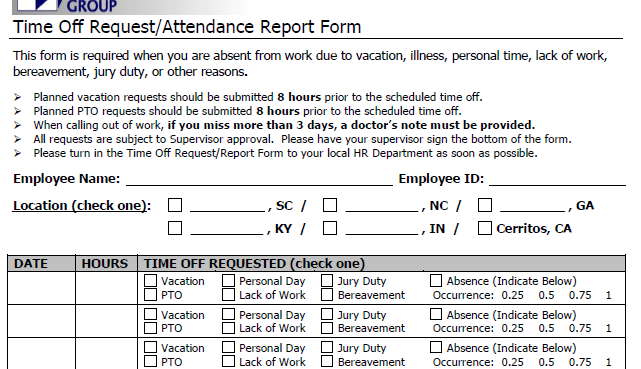 GROUP
Time Off Request/Attendance Report Form
This form is required when you are absent from work due to vacation, illness, personal time, lack of work,
bereavement, jury duty, or other reasons.
➢ Planned vacation requests should be submitted 8 hours prior to the scheduled time off.
➢ Planned PTO requests should be submitted 8 hours prior to the scheduled time off.
➢ When calling out of work, if you miss more than 3 days, a doctor's note must be provided.
➢ All requests are subject to Supervisor approval. Please have your supervisor sign the bottom of the form.
➢ Please turn in the Time Off Request/Report Form to your local HR Department as soon as possible.
Employee Name: ____________________ Employee ID: ____________________
Location (check one): ☐ __________, SC / ☐ __________, NC / ☐ __________, GA
☐ __________, KY / ☐ __________, IN / ☐ Cerritos, CA
DATE HOURS TIME OFF REQUESTED (check one)
☐ Vacation ☐ Personal Day ☐ Jury Duty ☐ Absence (Indicate Below)
☐ PTO ☐ Lack of Work ☐ Bereavement Occurrence: 0.25 0.5 0.75 1
☐ Vacation ☐ Personal Day ☐ Jury Duty ☐ Absence (Indicate Below)
☐ PTO ☐ Lack of Work ☐ Bereavement Occurrence: 0.25 0.5 0.75 1
☐ Vacation ☐ Personal Day ☐ Jury Duty ☐ Absence (Indicate Below)
☐ PTO ☐ Lack of Work ☐ Bereavement Occurrence: 0.25 0.5 0.75 1